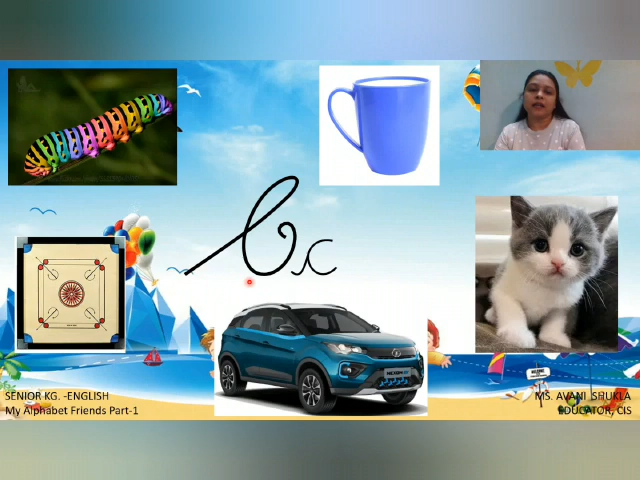 C c
SENIOR KG. -ENGLISH
My Alphabet Friends Part-1
MS. AVANI SHUKLA
EDUCATOR, CIS